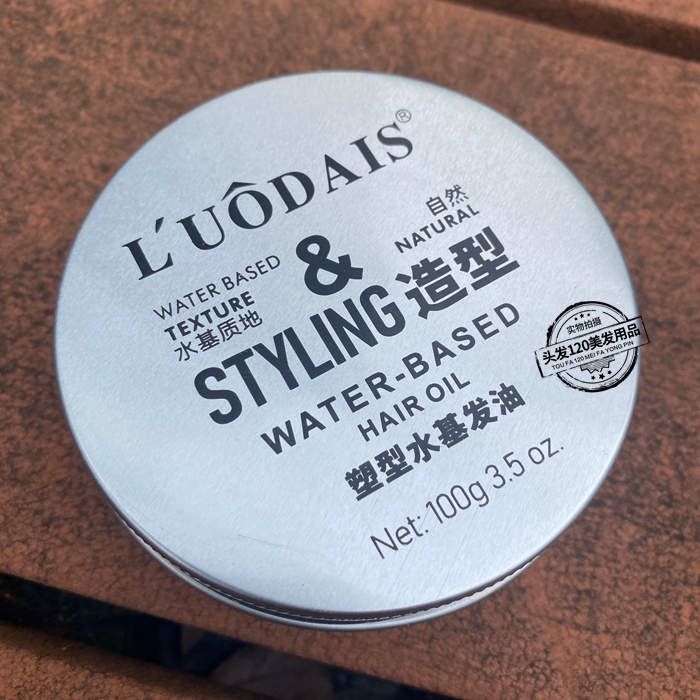 L'UÔDAIS®
WATER BASED
TEXTURE
水基质地
&
自然
NATURAL
STYLING 造型
WATER-BASED
HAIR OIL
塑型水基发油
Net: 100g 3.5 oz.
实物拍摄
头发120美发用品
TOU FA 120 MEI FA YONG PIN